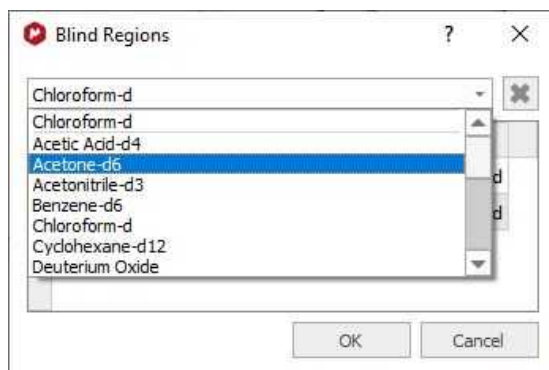 Blind Regions
?
Chloroform-d
Chloroform-d
Acetic Acid-d4
Acetone-d6
Acetonitrile-d3
Benzene-d6
Chloroform-d
Cyclohexane-d12
Deuterium Oxide
d
d
OK
Cancel